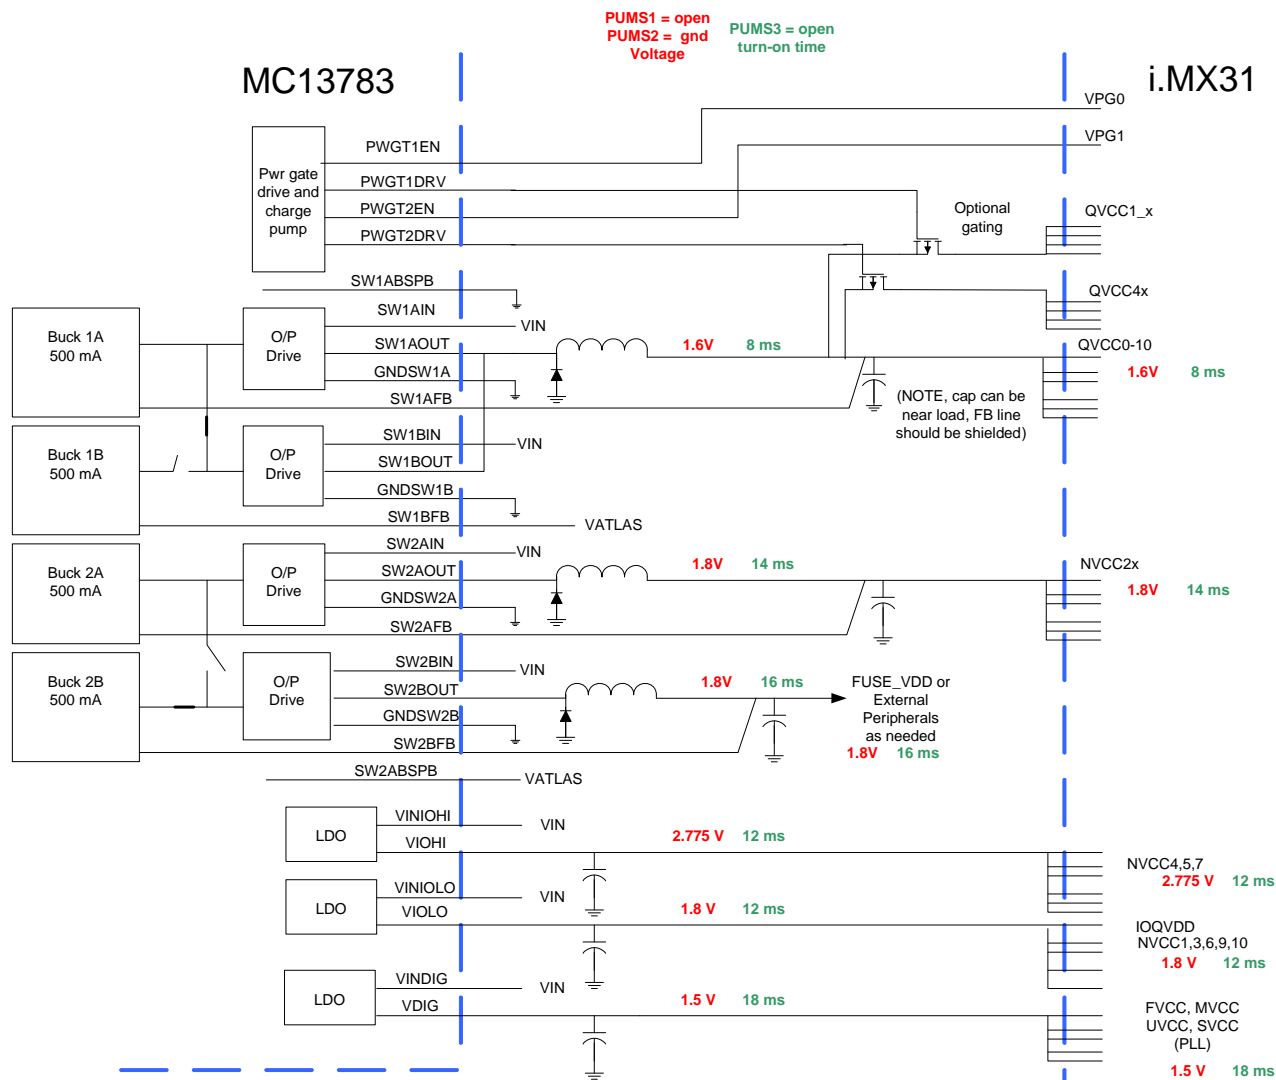 PUMS1 = open
PUMS2 = gnd
Voltage
PUMS3 = open
turn-on time
MC13783
i.MX31
VPG0
VPG1
Pwr gate
drive and
charge
pump
PWGT1EN
PWGT1DRV
PWGT2EN
PWGT2DRV
Optional
gating
QVCC1_x
SW1ABSPB
QVCC4x
Buck 1A
500 mA
O/P
Drive
SW1AIN
VIN
SW1AOUT
1.6V
8 ms
QVCC0-10
1.6V
8 ms
GNDSW1A
SW1AFB
(NOTE, cap can be
near load, FB line
should be shielded)
Buck 1B
500 mA
O/P
Drive
SW1BIN
VIN
SW1BOUT
GNDSW1B
SW1BFB
VATLAS
Buck 2A
500 mA
O/P
Drive
SW2AIN
VIN
SW2AOUT
1.8V
14 ms
NVCC2x
1.8V
14 ms
GNDSW2A
SW2AFB
Buck 2B
500 mA
O/P
Drive
SW2BIN
VIN
SW2BOUT
1.8V
16 ms
FUSE_VDD or
External
Peripherals
as needed
1.8V
16 ms
GNDSW2B
SW2BFB
SW2ABSPB
VATLAS
LDO
VINIOHI
VIN
VIOHI
2.775 V
12 ms
NVCC4,5,7
2.775 V
12 ms
LDO
VINIOLO
VIN
VIOLO
1.8 V
12 ms
IOQVDD
NVCC1,3,6,9,10
1.8 V
12 ms
LDO
VINDIG
VIN
VDIG
1.5 V
18 ms
FVCC, MVCC
UVCC, SVCC
(PLL)
1.5 V
18 ms